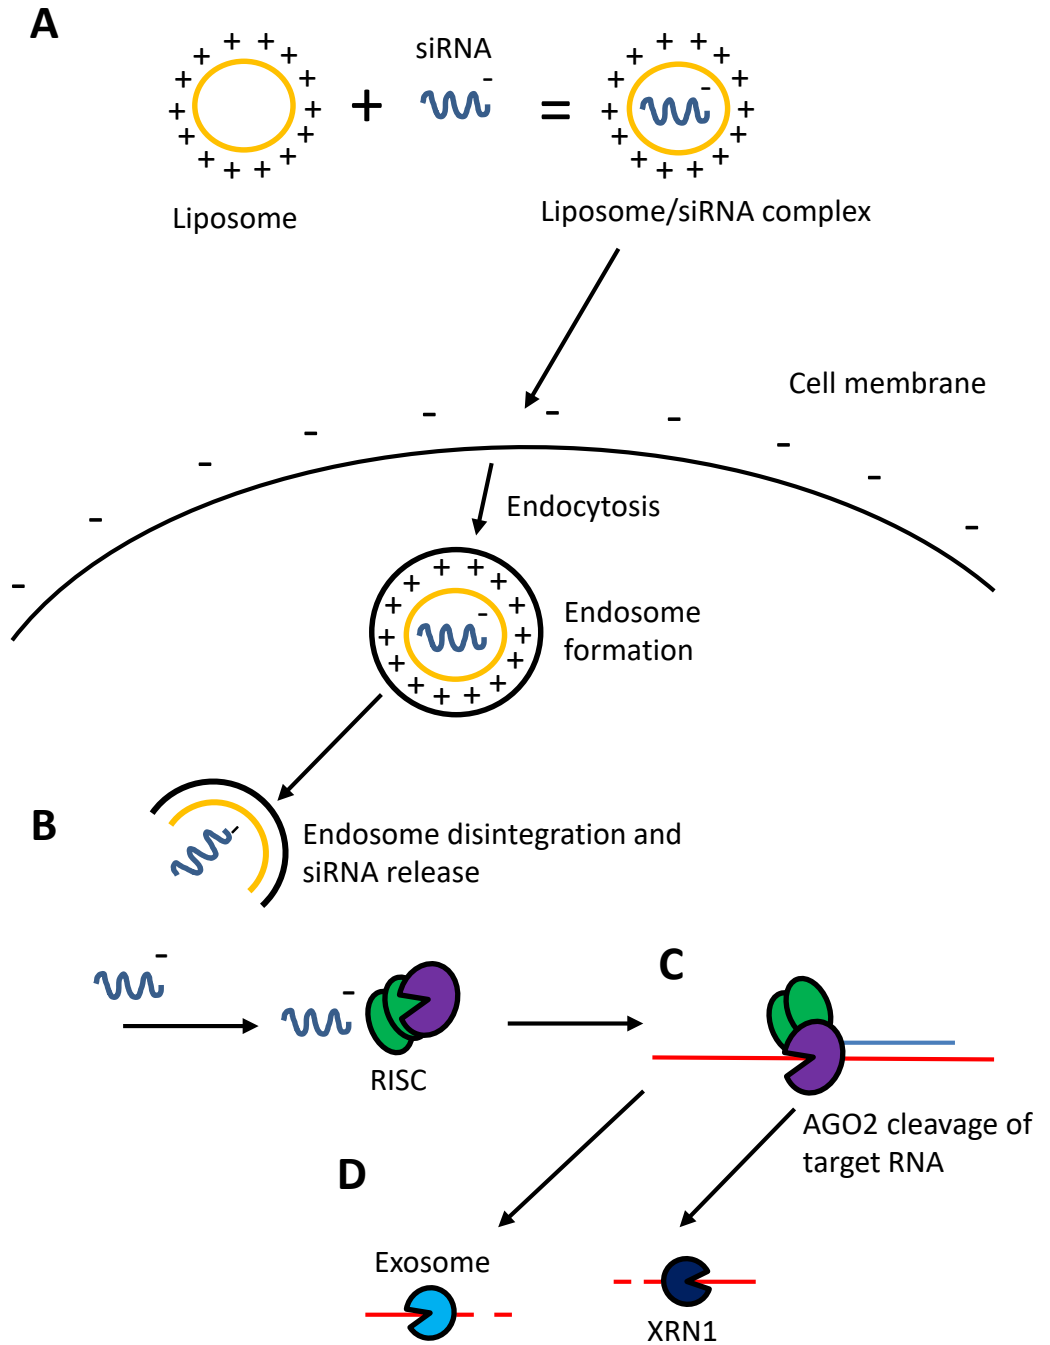 A
siRNA
Liposome
Liposome/siRNA complex
Cell membrane
Endocytosis
Endosome
formation
B
Endosome disintegration and
siRNA release
C
RISC
AGO2 cleavage of
target RNA
D
Exosome
XRN1